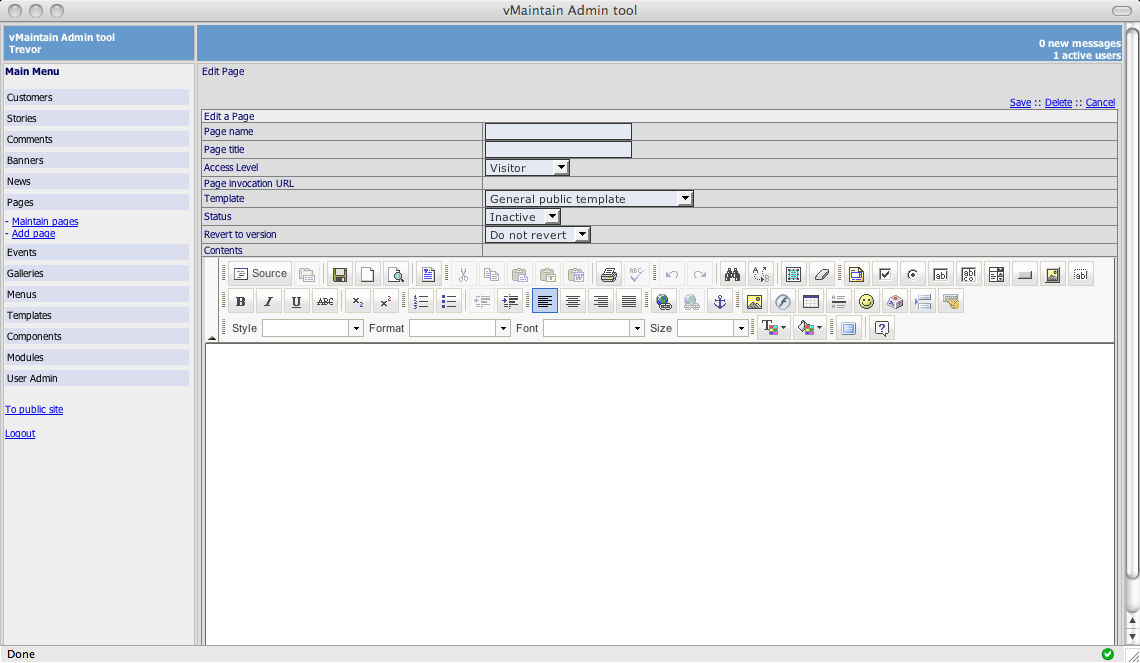 vMaintain Admin tool
vMaintain Admin tool
Trevor
0 new messages
1 active users
Main Menu
Customers
Stories
Comments
Banners
News
Pages
- Maintain pages
- Add page
Events
Galleries
Menus
Templates
Components
Modules
User Admin
To public site
Logout
Edit Page
Save :: Delete :: Cancel
Edit a Page
Page name
Page title
Access Level Visitor
Page invocation URL
Template General public template
Status Inactive
Revert to version Do not revert
Contents
Source
B I U ABC x₂ x²
Style Format Font Size
Done